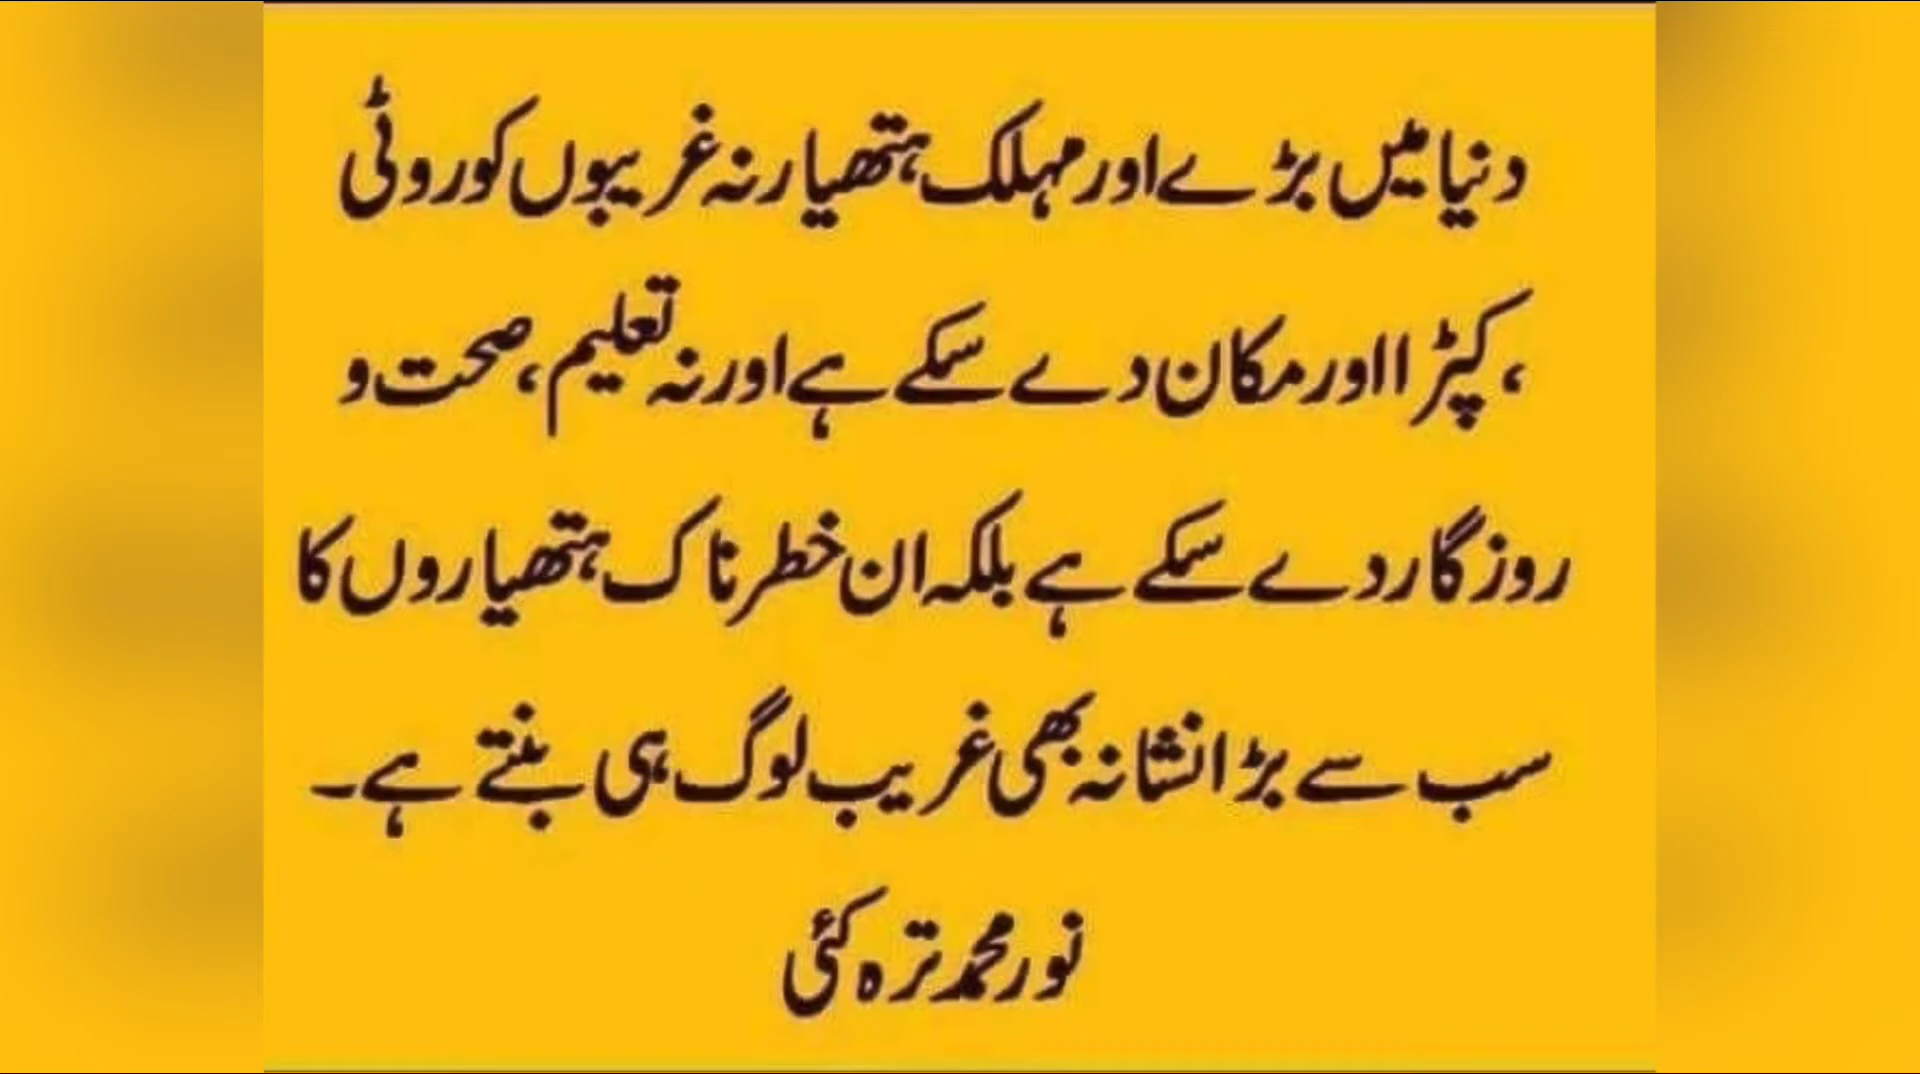 دنیا میں بڑے اور مہلک ہتھیار نہ غریبوں کو روٹی
، کپڑا اور مکان دے سکے ہے اور نہ تعلیم، صحت و
روزگار دے سکے ہے بلکہ ان خطرناک ہتھیاروں کا
سب سے بڑا نشانہ بھی غریب لوگ ہی بنتے ہے۔
نور محمد ترہ کئی